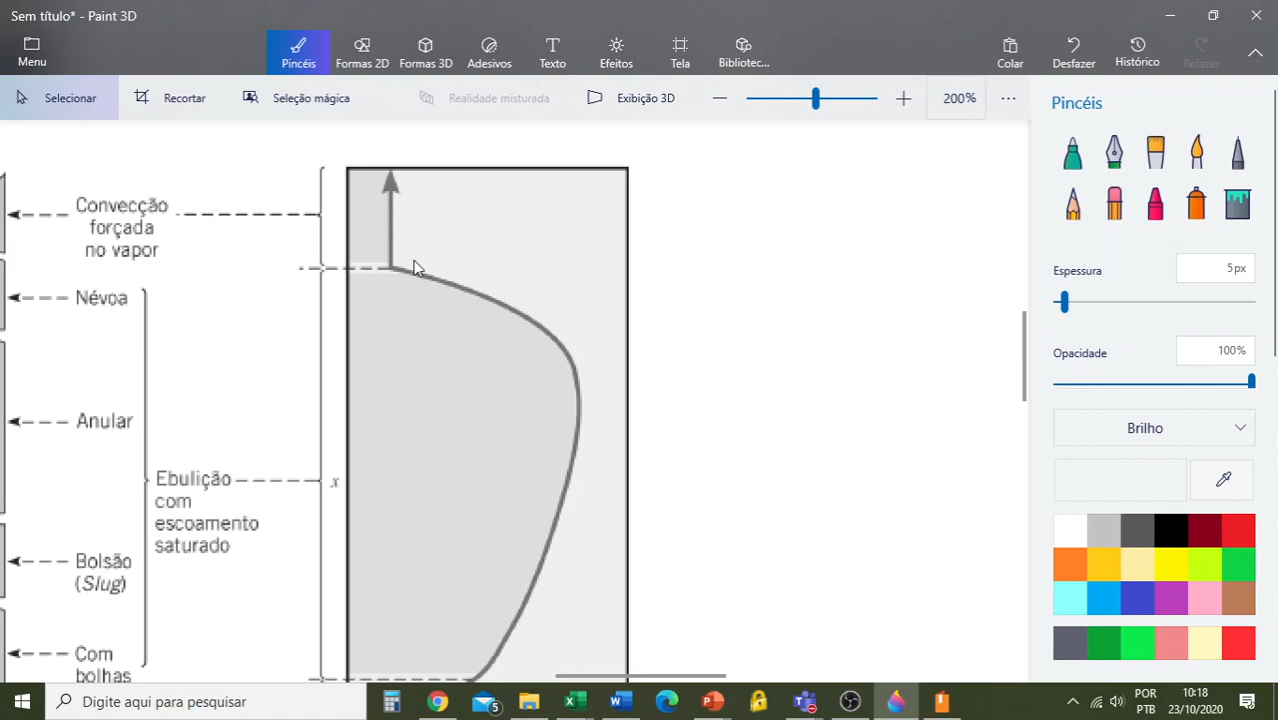 Sem título* - Paint 3D
Menu
Pincéis
Formas 2D
Formas 3D
Adesivos
Texto
Efeitos
Tela
Bibliotec...
Colar
Desfazer
Histórico
Refazer
Selecionar
Recortar
Seleção mágica
Realidade misturada
Exibição 3D
200%
Pincéis
Espessura
5px
Opacidade
100%
Brilho
Convecção
forçada
no vapor
Névoa
Anular
Ebulição
com
escoamento
saturado
x
Bolsão
(Slug)
Com
bolhas
Digite aqui para pesquisar
5
POR
PTB
10:18
23/10/2020